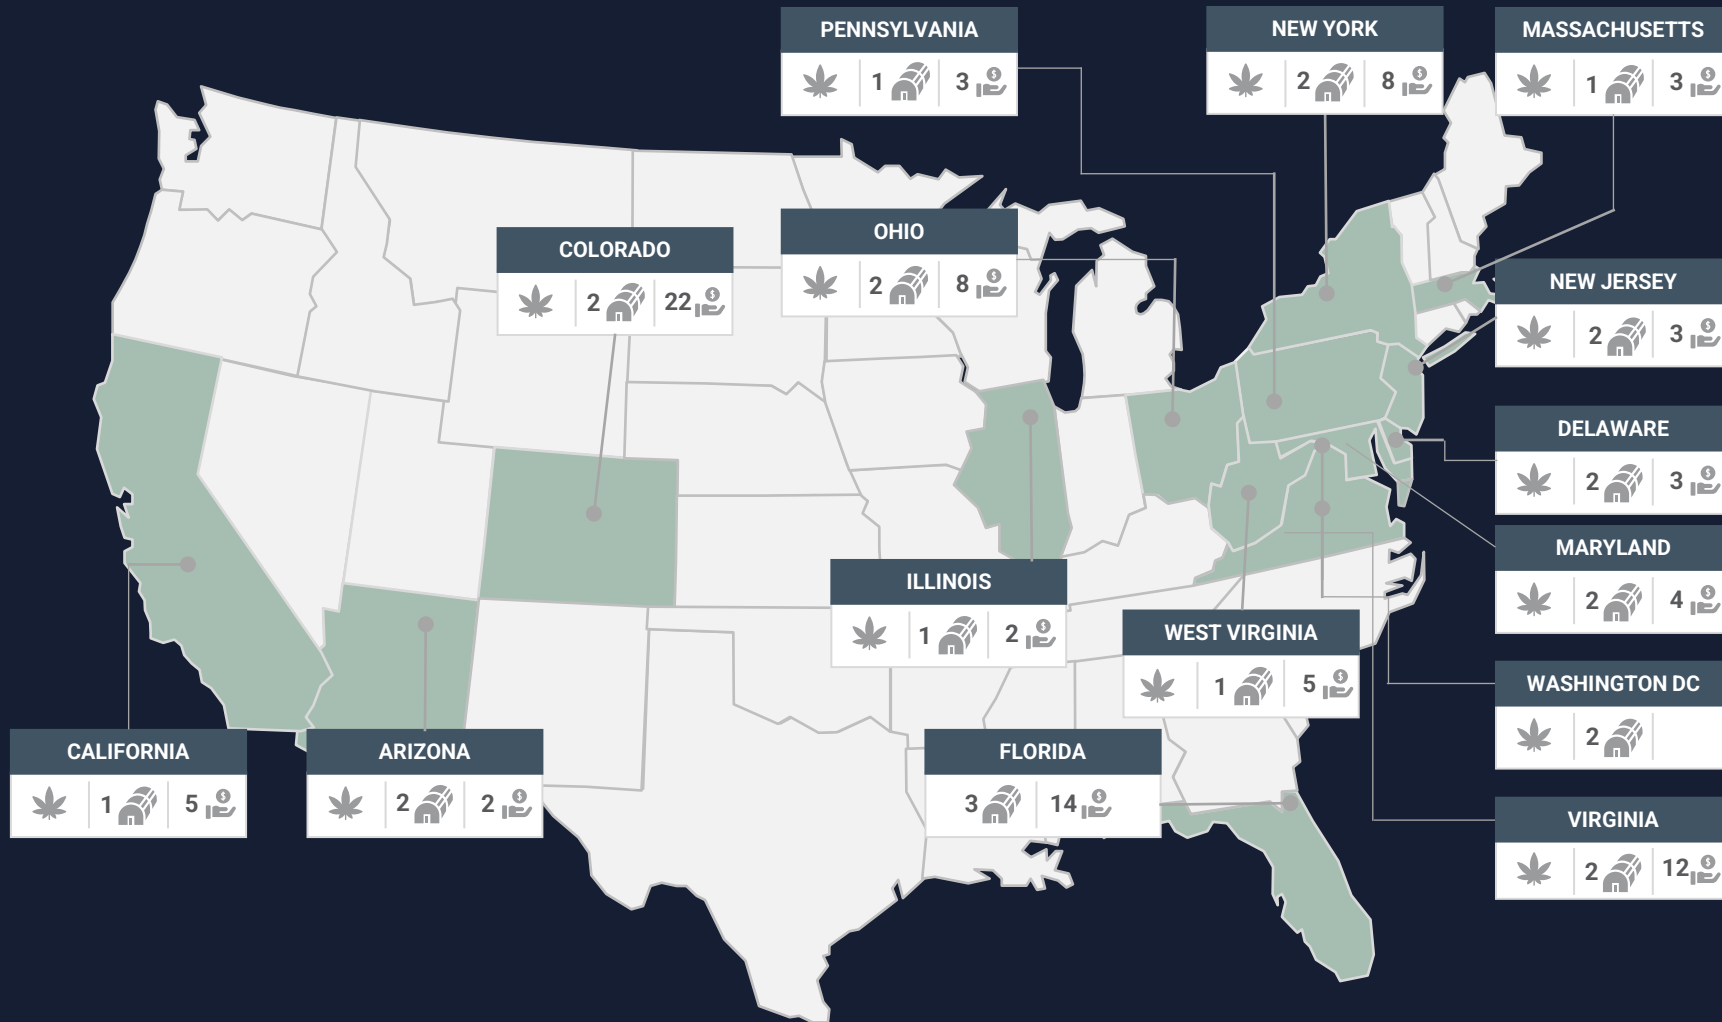 PENNSYLVANIA
1 3
NEW YORK
2 8
MASSACHUSETTS
1 3
COLORADO
2 22
OHIO
2 8
NEW JERSEY
2 3
DELAWARE
2 3
MARYLAND
2 4
ILLINOIS
1 2
WEST VIRGINIA
1 5
WASHINGTON DC
2
CALIFORNIA
1 5
ARIZONA
2 2
FLORIDA
3 14
VIRGINIA
2 12